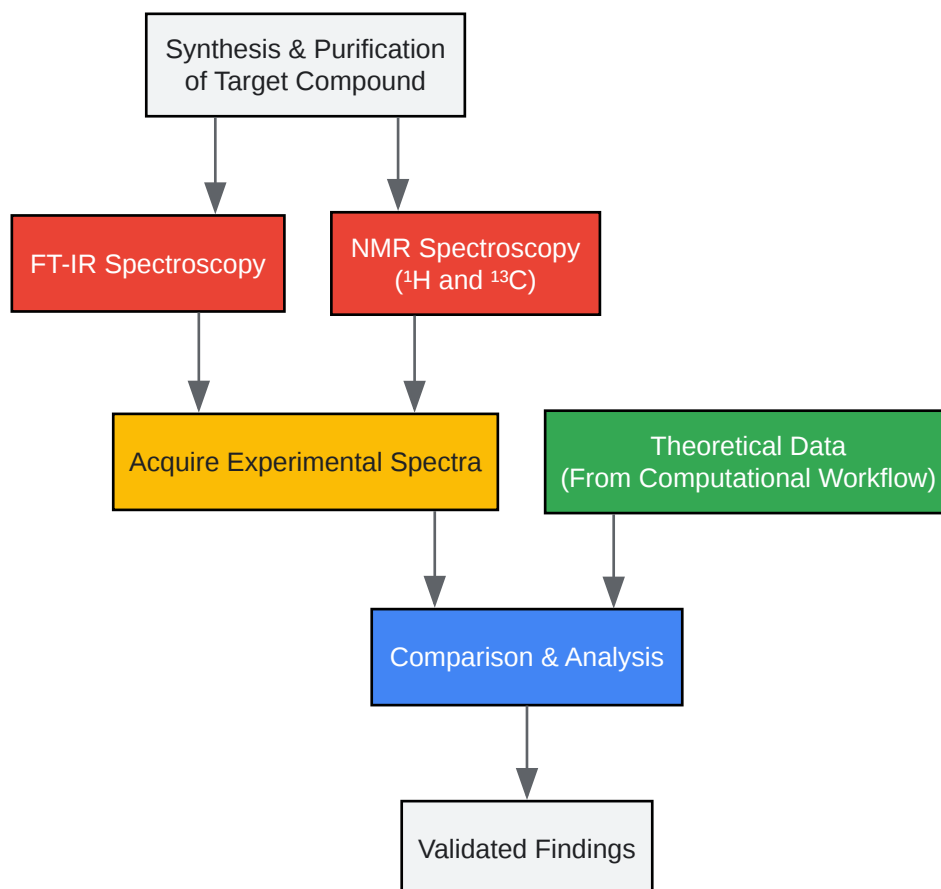 Synthesis & Purification
of Target Compound
FT-IR Spectroscopy
NMR Spectroscopy
(¹H and ¹³C)
Acquire Experimental Spectra
Theoretical Data
(From Computational Workflow)
Comparison & Analysis
Validated Findings